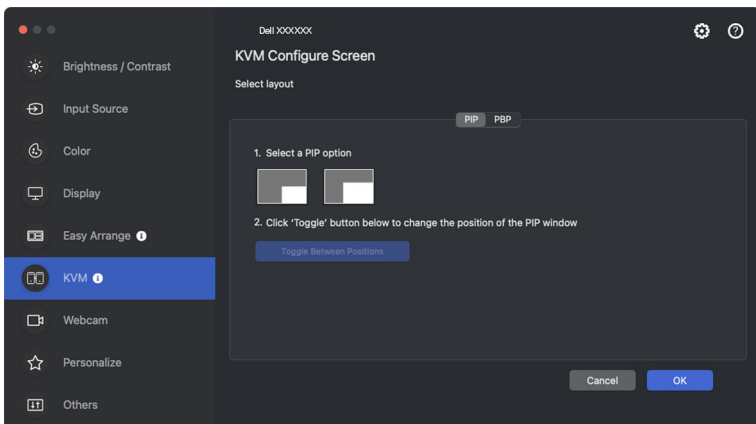 Dell XXXXXX
KVM Configure Screen
Select layout
Brightness / Contrast
Input Source
Color
Display
Easy Arrange
KVM
Webcam
Personalize
Others
PIP PBP
1. Select a PIP option
2. Click ‘Toggle’ button below to change the position of the PIP window
Toggle Between Positions
Cancel OK